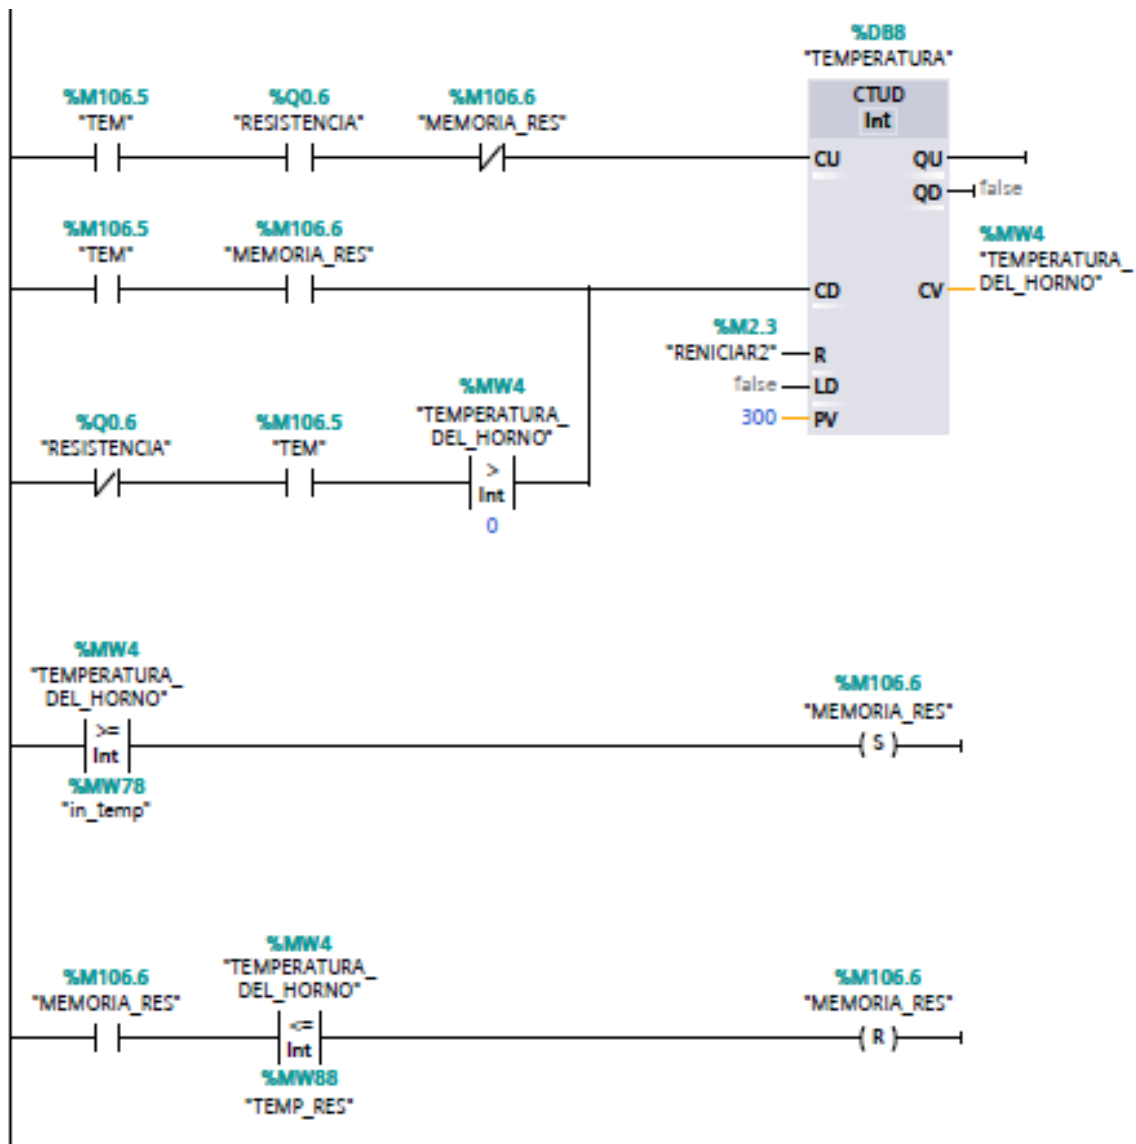 %DB8
"TEMPERATURA"
%M106.5
"TEM"
%Q0.6
"RESISTENCIA"
%M106.6
"MEMORIA_RES"
CTUD
Int
CU
QU
QD
false
%M106.5
"TEM"
%M106.6
"MEMORIA_RES"
%MW4
"TEMPERATURA_
DEL_HORNO"
CD
CV
%M2.3
"RENICIAR2"
R
false
LD
300
PV
%Q0.6
"RESISTENCIA"
%M106.5
"TEM"
%MW4
"TEMPERATURA_
DEL_HORNO"
>
Int
0
%MW4
"TEMPERATURA_
DEL_HORNO"
>=
Int
%MW78
"in_temp"
%M106.6
"MEMORIA_RES"
S
%M106.6
"MEMORIA_RES"
%MW4
"TEMPERATURA_
DEL_HORNO"
<=
Int
%MW88
"TEMP_RES"
%M106.6
"MEMORIA_RES"
R